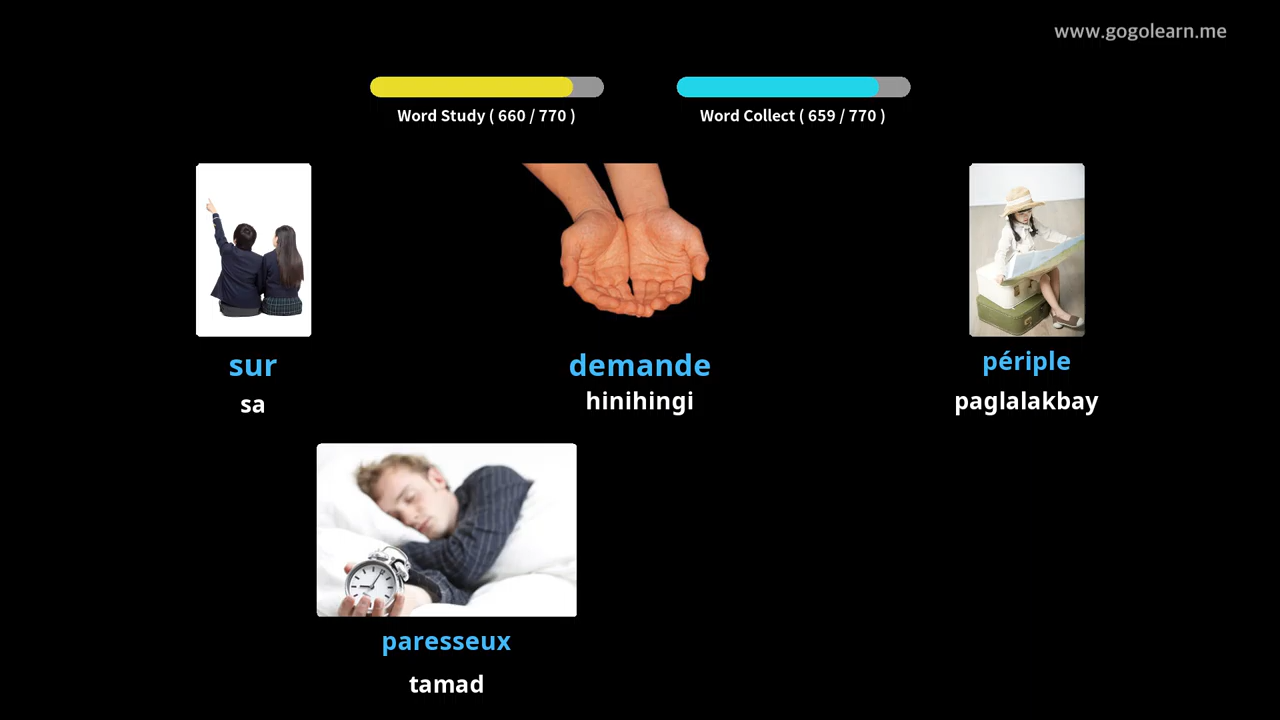 www.gogolearn.me
Word Study ( 660 / 770 )
Word Collect ( 659 / 770 )
sur
sa
demande
hinihingi
périple
paglalakbay
paresseux
tamad